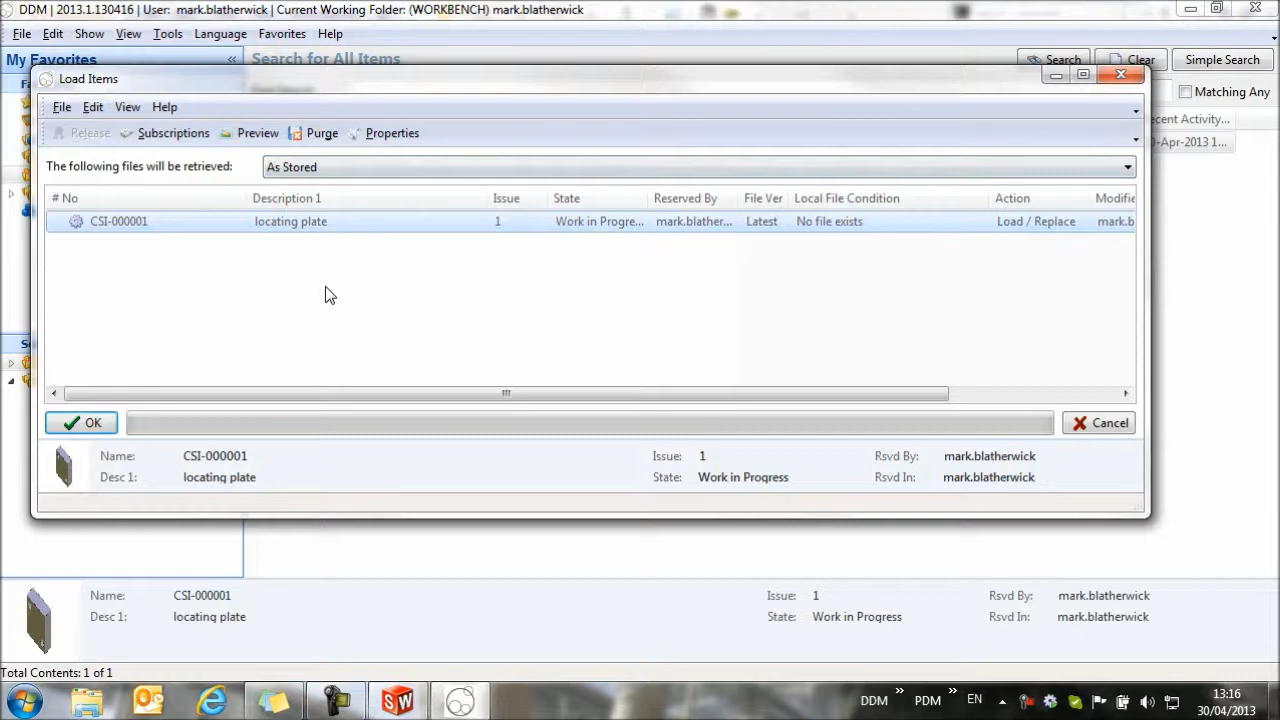 DDM | 2013.1.130416 | User: mark.blatherwick | Current Working Folder: (WORKBENCH) mark.blatherwick
File Edit Show View Tools Language Favorites Help
My Favorites « Search for All Items Search Clear Simple Search
Matching Any
Load Items
File Edit View Help
Release Subscriptions Preview Purge Properties
ecent Activity...
The following files will be retrieved: As Stored
# No Description 1 Issue State Reserved By File Ver Local File Condition Action Modifie
CSI-000001 locating plate 1 Work in Progre... mark.blather... Latest No file exists Load / Replace mark.b
OK Cancel
Name: CSI-000001 Issue: 1 Rsvd By: mark.blatherwick
Desc 1: locating plate State: Work in Progress Rsvd In: mark.blatherwick
Name: CSI-000001 Issue: 1 Rsvd By: mark.blatherwick
Desc 1: locating plate State: Work in Progress Rsvd In: mark.blatherwick
Total Contents: 1 of 1
DDM » PDM » EN 13:16
30/04/2013